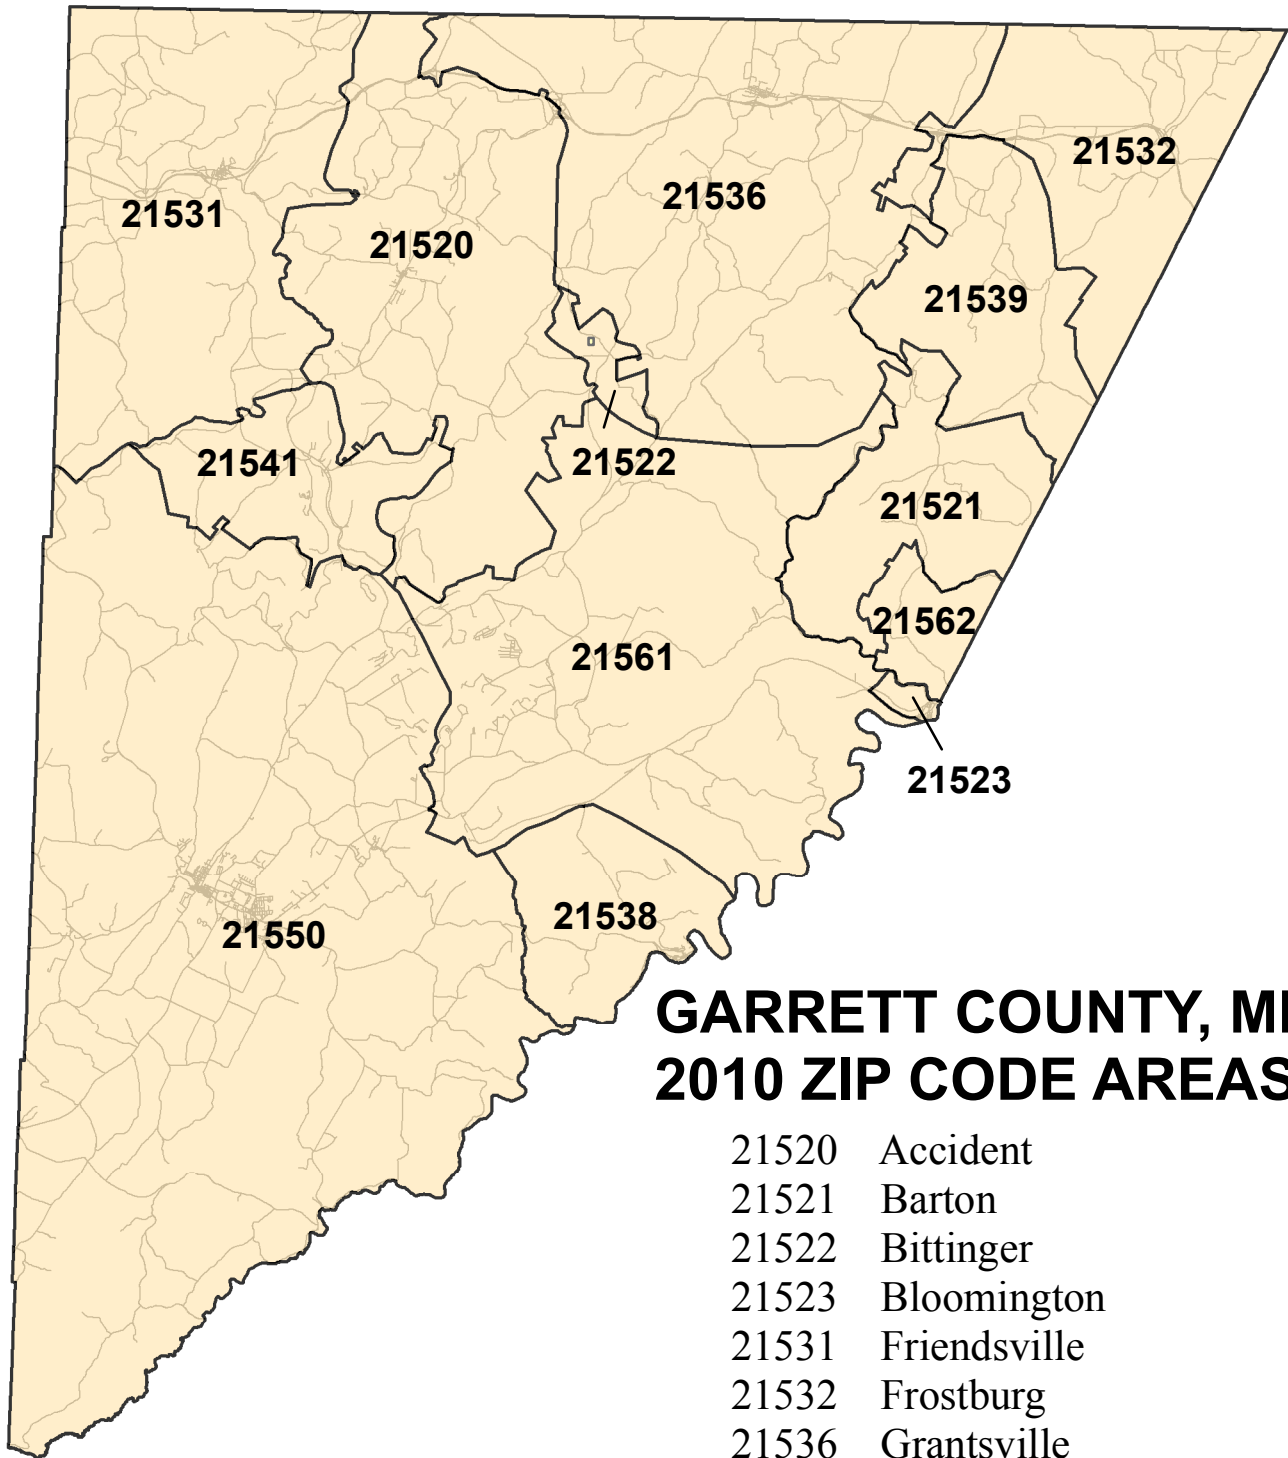 21532
21536
21531
21520
21539
21541
21522
21521
21562
21561
21523
21538
21550
GARRETT COUNTY, M
2010 ZIP CODE AREAS
21520 Accident
21521 Barton
21522 Bittinger
21523 Bloomington
21531 Friendsville
21532 Frostburg
21536 Grantsville